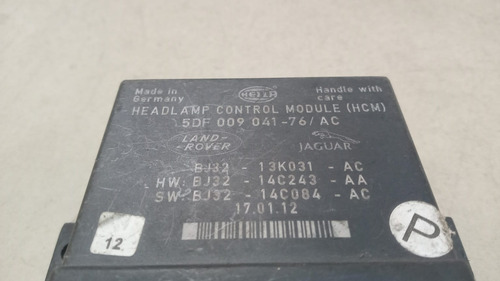 Made in
Germany
HELLA
Handle with
care
HEADLAMP CONTROL MODULE (HCM)
5DF 009 041-76/AC
LAND-
ROVER
JAGUAR
BJ32 - 13K031 - AC
HW: BJ32 - 14C243 - AA
SW: BJ32 - 14C084 - AC
17.01.12
12
P